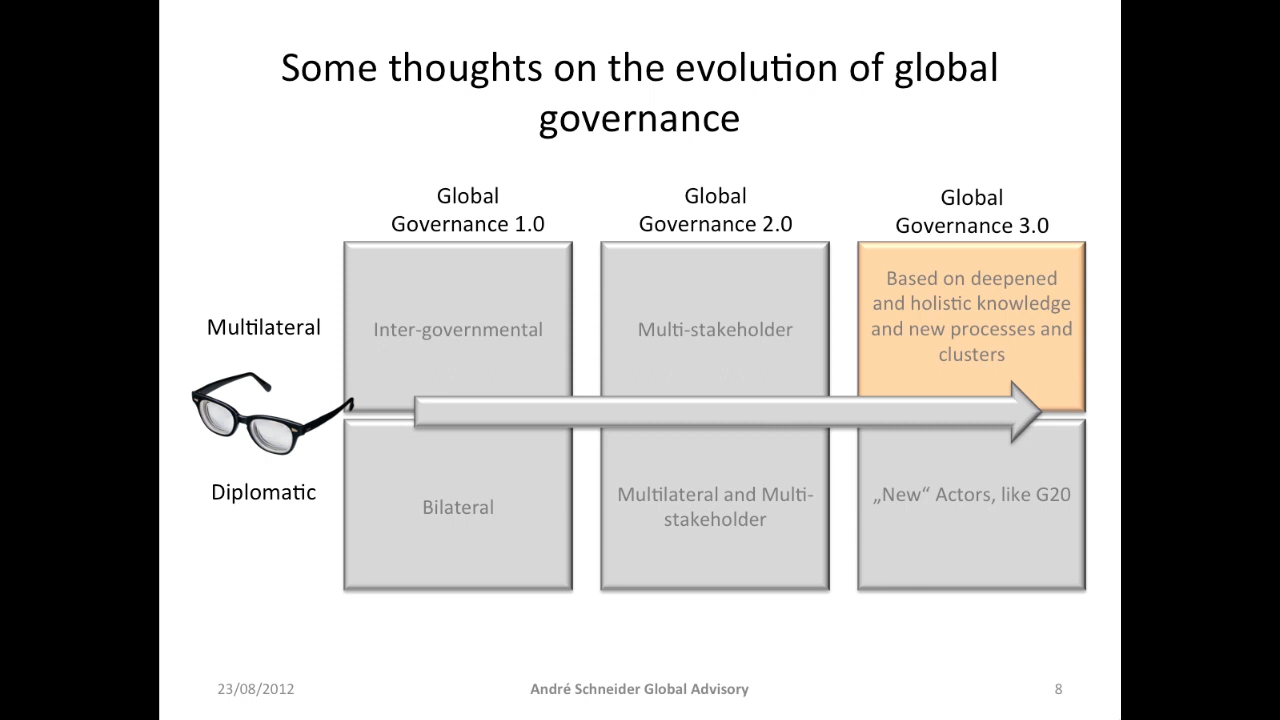 Some thoughts on the evolution of global
governance
Global
Governance 1.0
Global
Governance 2.0
Global
Governance 3.0
Multilateral
Inter-governmental
Multi-stakeholder
Based on deepened
and holistic knowledge
and new processes and
clusters
Diplomatic
Bilateral
Multilateral and Multi-
stakeholder
„New“ Actors, like G20
23/08/2012
André Schneider Global Advisory
8